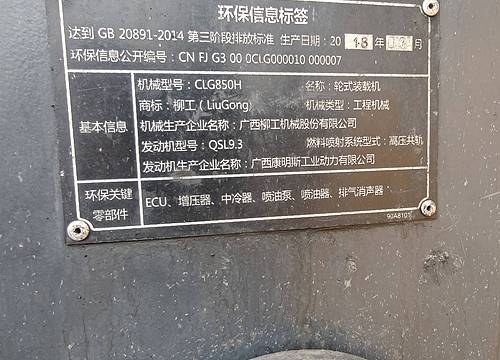 环保信息标签
达到 GB 20891-2014 第三阶段排放标准 生产日期：2018年03月
环保信息公开编号：CN FJ G3 00 0CLG000010 000007
基本信息
机械型号：CLG850H 名称：轮式装载机
商标：柳工（LiuGong） 机械类型：工程机械
机械生产企业名称：广西柳工机械股份有限公司
发动机型号：QSL9.3 燃料喷射系统型式：高压共轨
发动机生产企业名称：广西康明斯工业动力有限公司
环保关键
零部件
ECU、增压器、中冷器、喷油泵、喷油器、排气消声器
90A8101